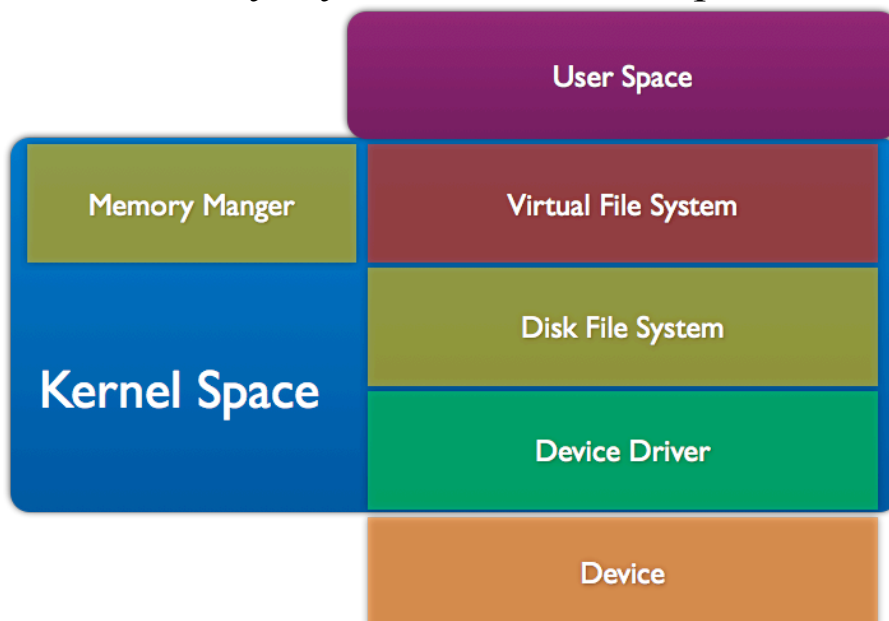 User Space
Memory Manger
Virtual File System
Disk File System
Kernel Space
Device Driver
Device